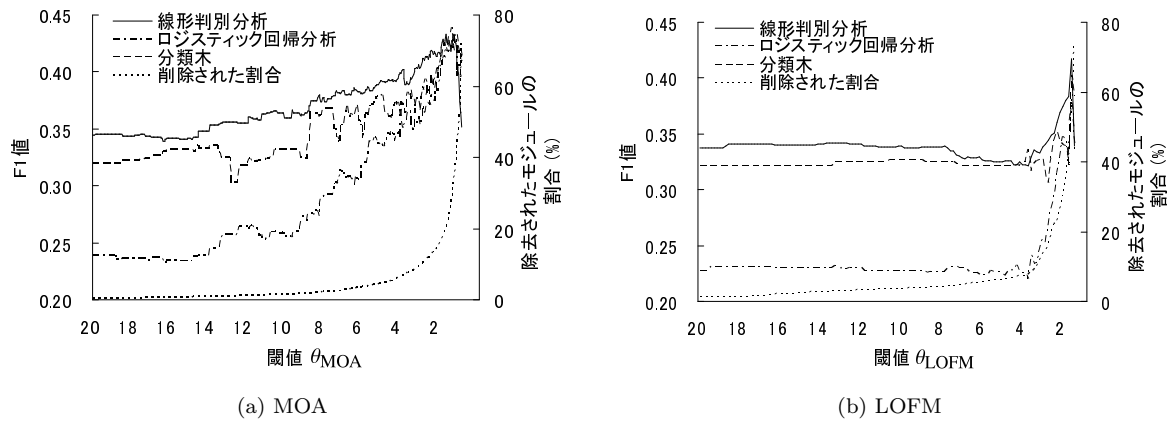 線形判別分析
ロジスティック回帰分析
分類木
削除された割合
0.45
0.40
0.35
0.30
0.25
0.20
F1値
80
60
40
20
0
除去されたモジュールの
割合 (%)
20 18 16 14 12 10 8 6 4 2
閾値 θMOA
(a) MOA
線形判別分析
ロジスティック回帰分析
分類木
削除された割合
0.45
0.40
0.35
0.30
0.25
0.20
F1値
80
60
40
20
0
除去されたモジュールの
割合 (%)
20 18 16 14 12 10 8 6 4 2
閾値 θLOFM
(b) LOFM